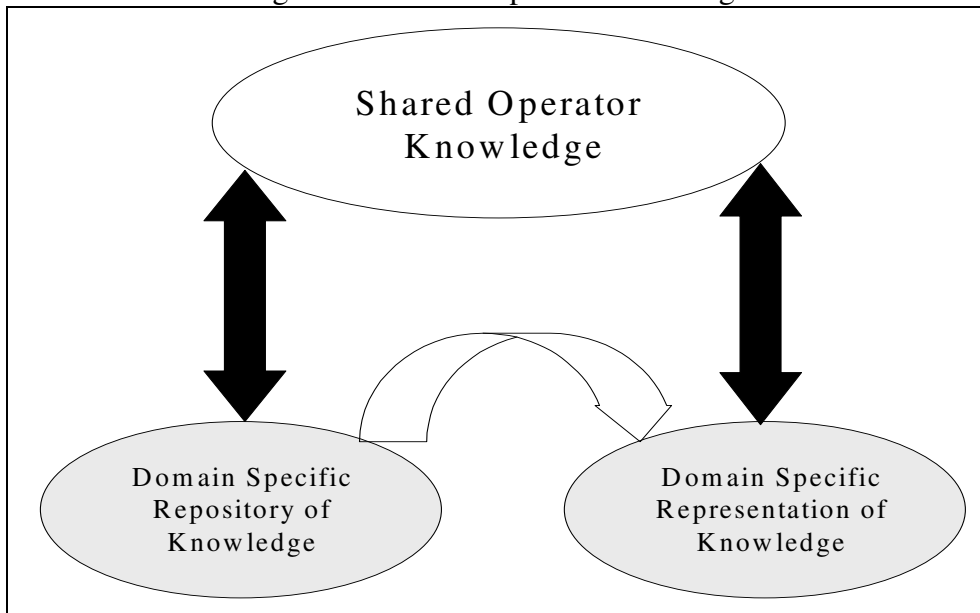 Shared Operator
Knowledge
Domain Specific
Repository of
Knowledge
Domain Specific
Representation of
Knowledge